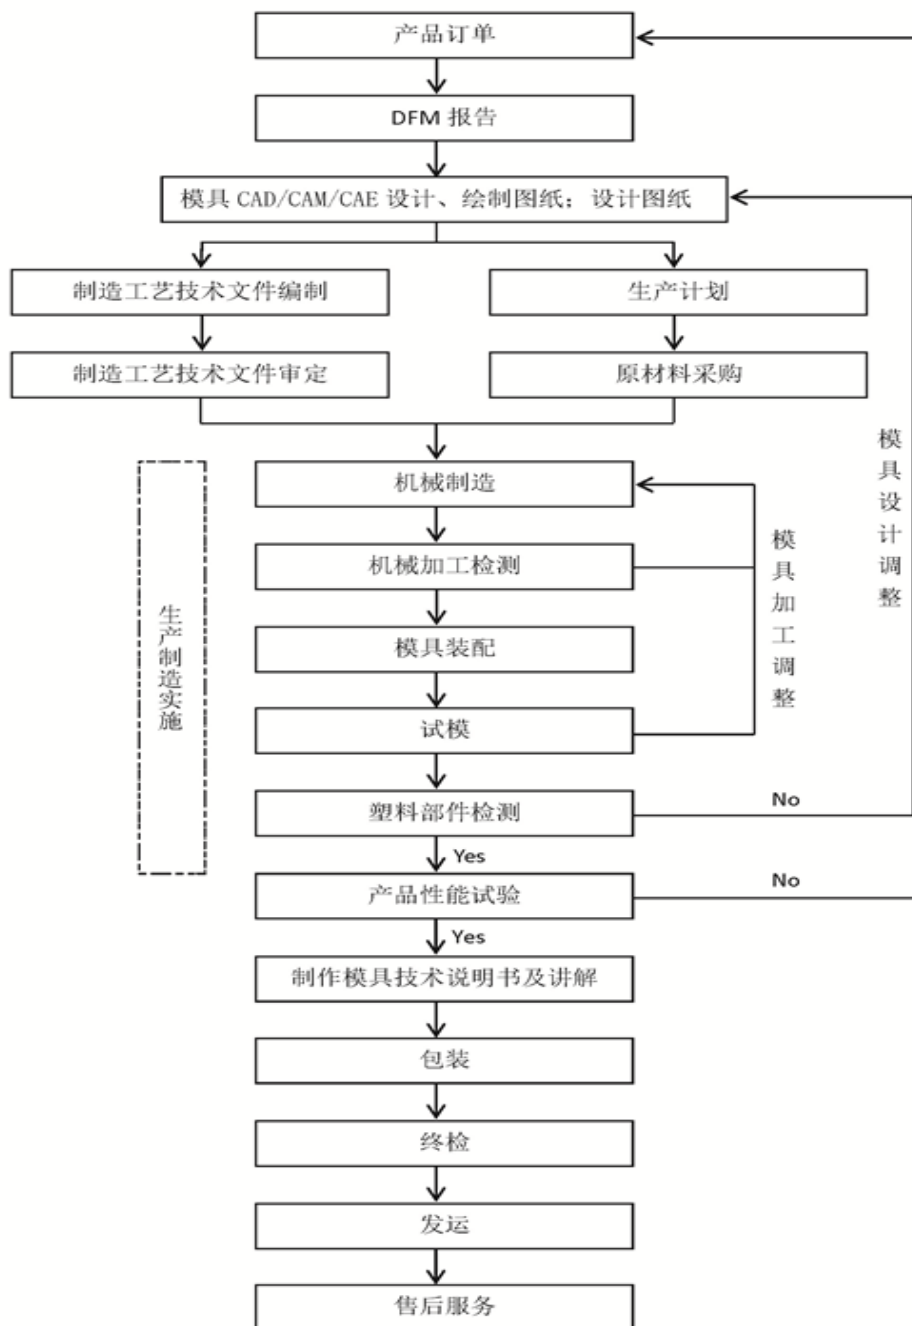 产品订单
DFM 报告
模具 CAD/CAM/CAE 设计、绘制图纸；设计图纸
制造工艺技术文件编制
生产计划
制造工艺技术文件审定
原材料采购
模具设计调整
生产制造实施
机械制造
机械加工检测
模具加工调整
模具装配
试模
塑料部件检测
No
Yes
产品性能试验
No
Yes
制作模具技术说明书及讲解
包装
终检
发运
售后服务